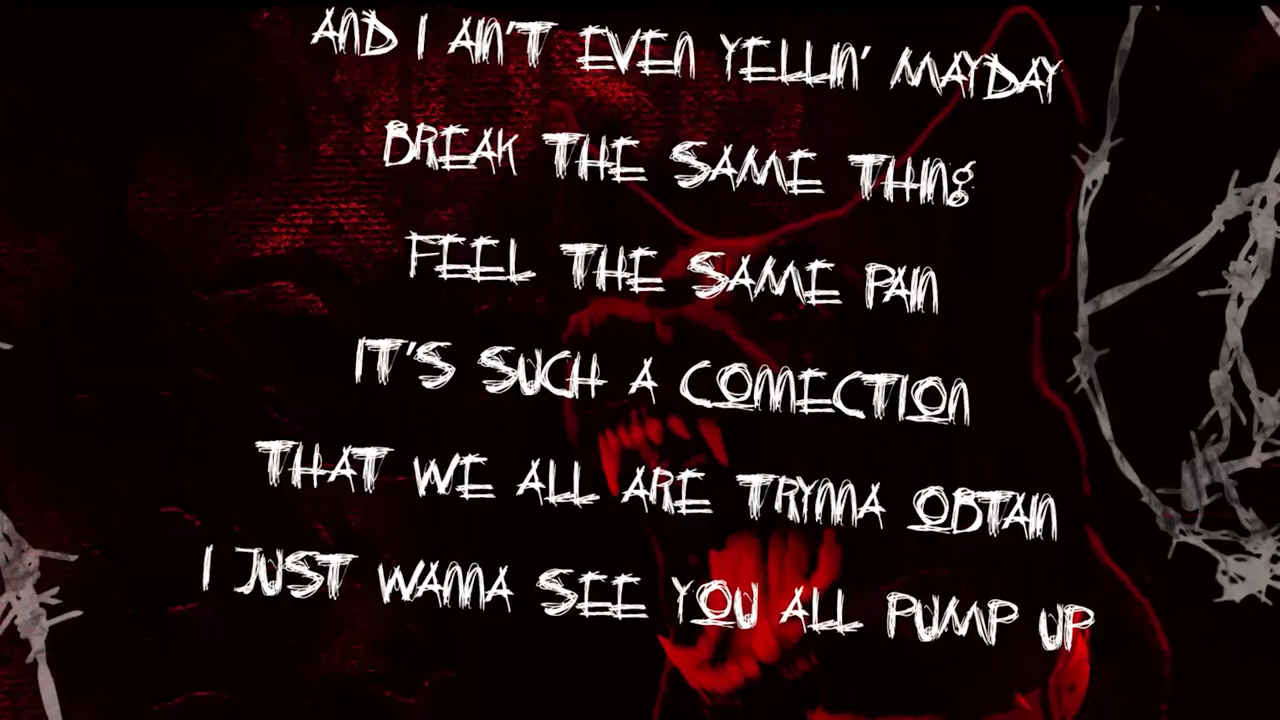 AND I AIN'T EVEN YELLIN' MAYDAY
BREAK THE SAME THING
FEEL THE SAME PAIN
IT'S SUCH A CONNECTION
THAT WE ALL ARE TRYNNA OBTAIN
I JUST WANNA SEE YOU ALL PUMP UP